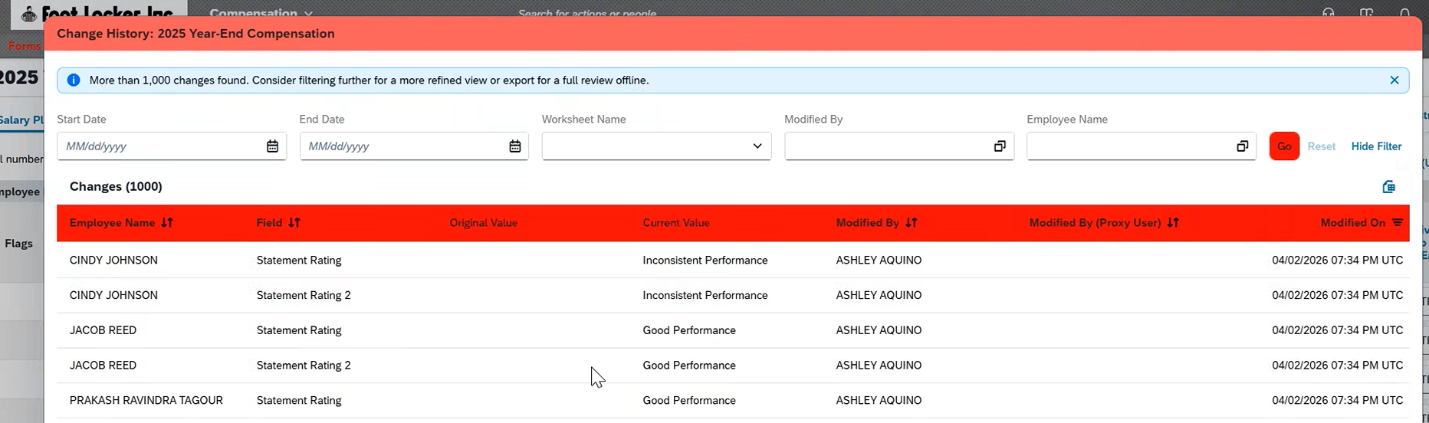 Foot Locker, Inc.
Compensation
Search for actions or people
Change History: 2025 Year-End Compensation
Forms
2025
More than 1,000 changes found. Consider filtering further for a more refined view or export for a full review offline.
Salary Pl
Start Date End Date Worksheet Name Modified By Employee Name
MM/dd/yyyy MM/dd/yyyy Go Reset Hide Filter
l number
Changes (1000)
mployee
Employee Name Field Original Value Current Value Modified By Modified By (Proxy User) Modified On
Flags
CINDY JOHNSON Statement Rating Inconsistent Performance ASHLEY AQUINO 04/02/2026 07:34 PM UTC
CINDY JOHNSON Statement Rating 2 Inconsistent Performance ASHLEY AQUINO 04/02/2026 07:34 PM UTC
JACOB REED Statement Rating Good Performance ASHLEY AQUINO 04/02/2026 07:34 PM UTC
JACOB REED Statement Rating 2 Good Performance ASHLEY AQUINO 04/02/2026 07:34 PM UTC
PRAKASH RAVINDRA TAGOUR Statement Rating Good Performance ASHLEY AQUINO 04/02/2026 07:34 PM UTC